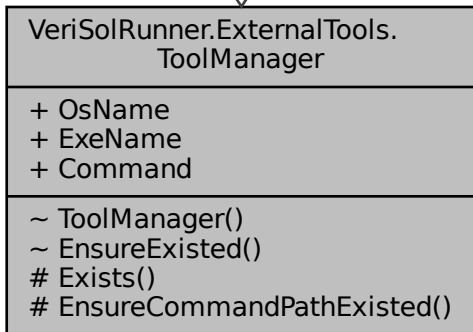 VeriSolRunner.ExternalTools.
ToolManager
+ OsName
+ ExeName
+ Command
~ ToolManager()
~ EnsureExisted()
# Exists()
# EnsureCommandPathExisted()